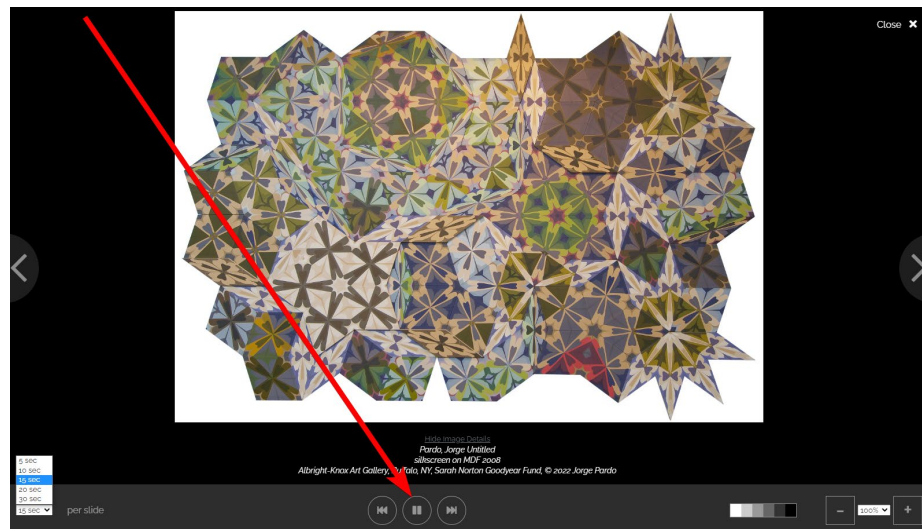 Close ✖
Hide Image Details
Pardo, Jorge Untitled
silkscreen on MDF 2008
Albright-Knox Art Gallery, Buffalo, NY, Sarah Norton Goodyear Fund, © 2022 Jorge Pardo
5 sec
10 sec
15 sec
20 sec
30 sec
15 sec
per slide
100%